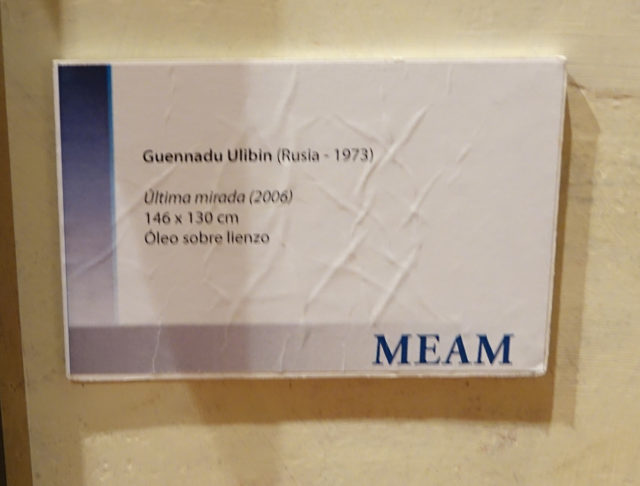 Guennadu Ulibin (Rusia - 1973)
Última mirada (2006)
146 x 130 cm
Óleo sobre lienzo
MEAM